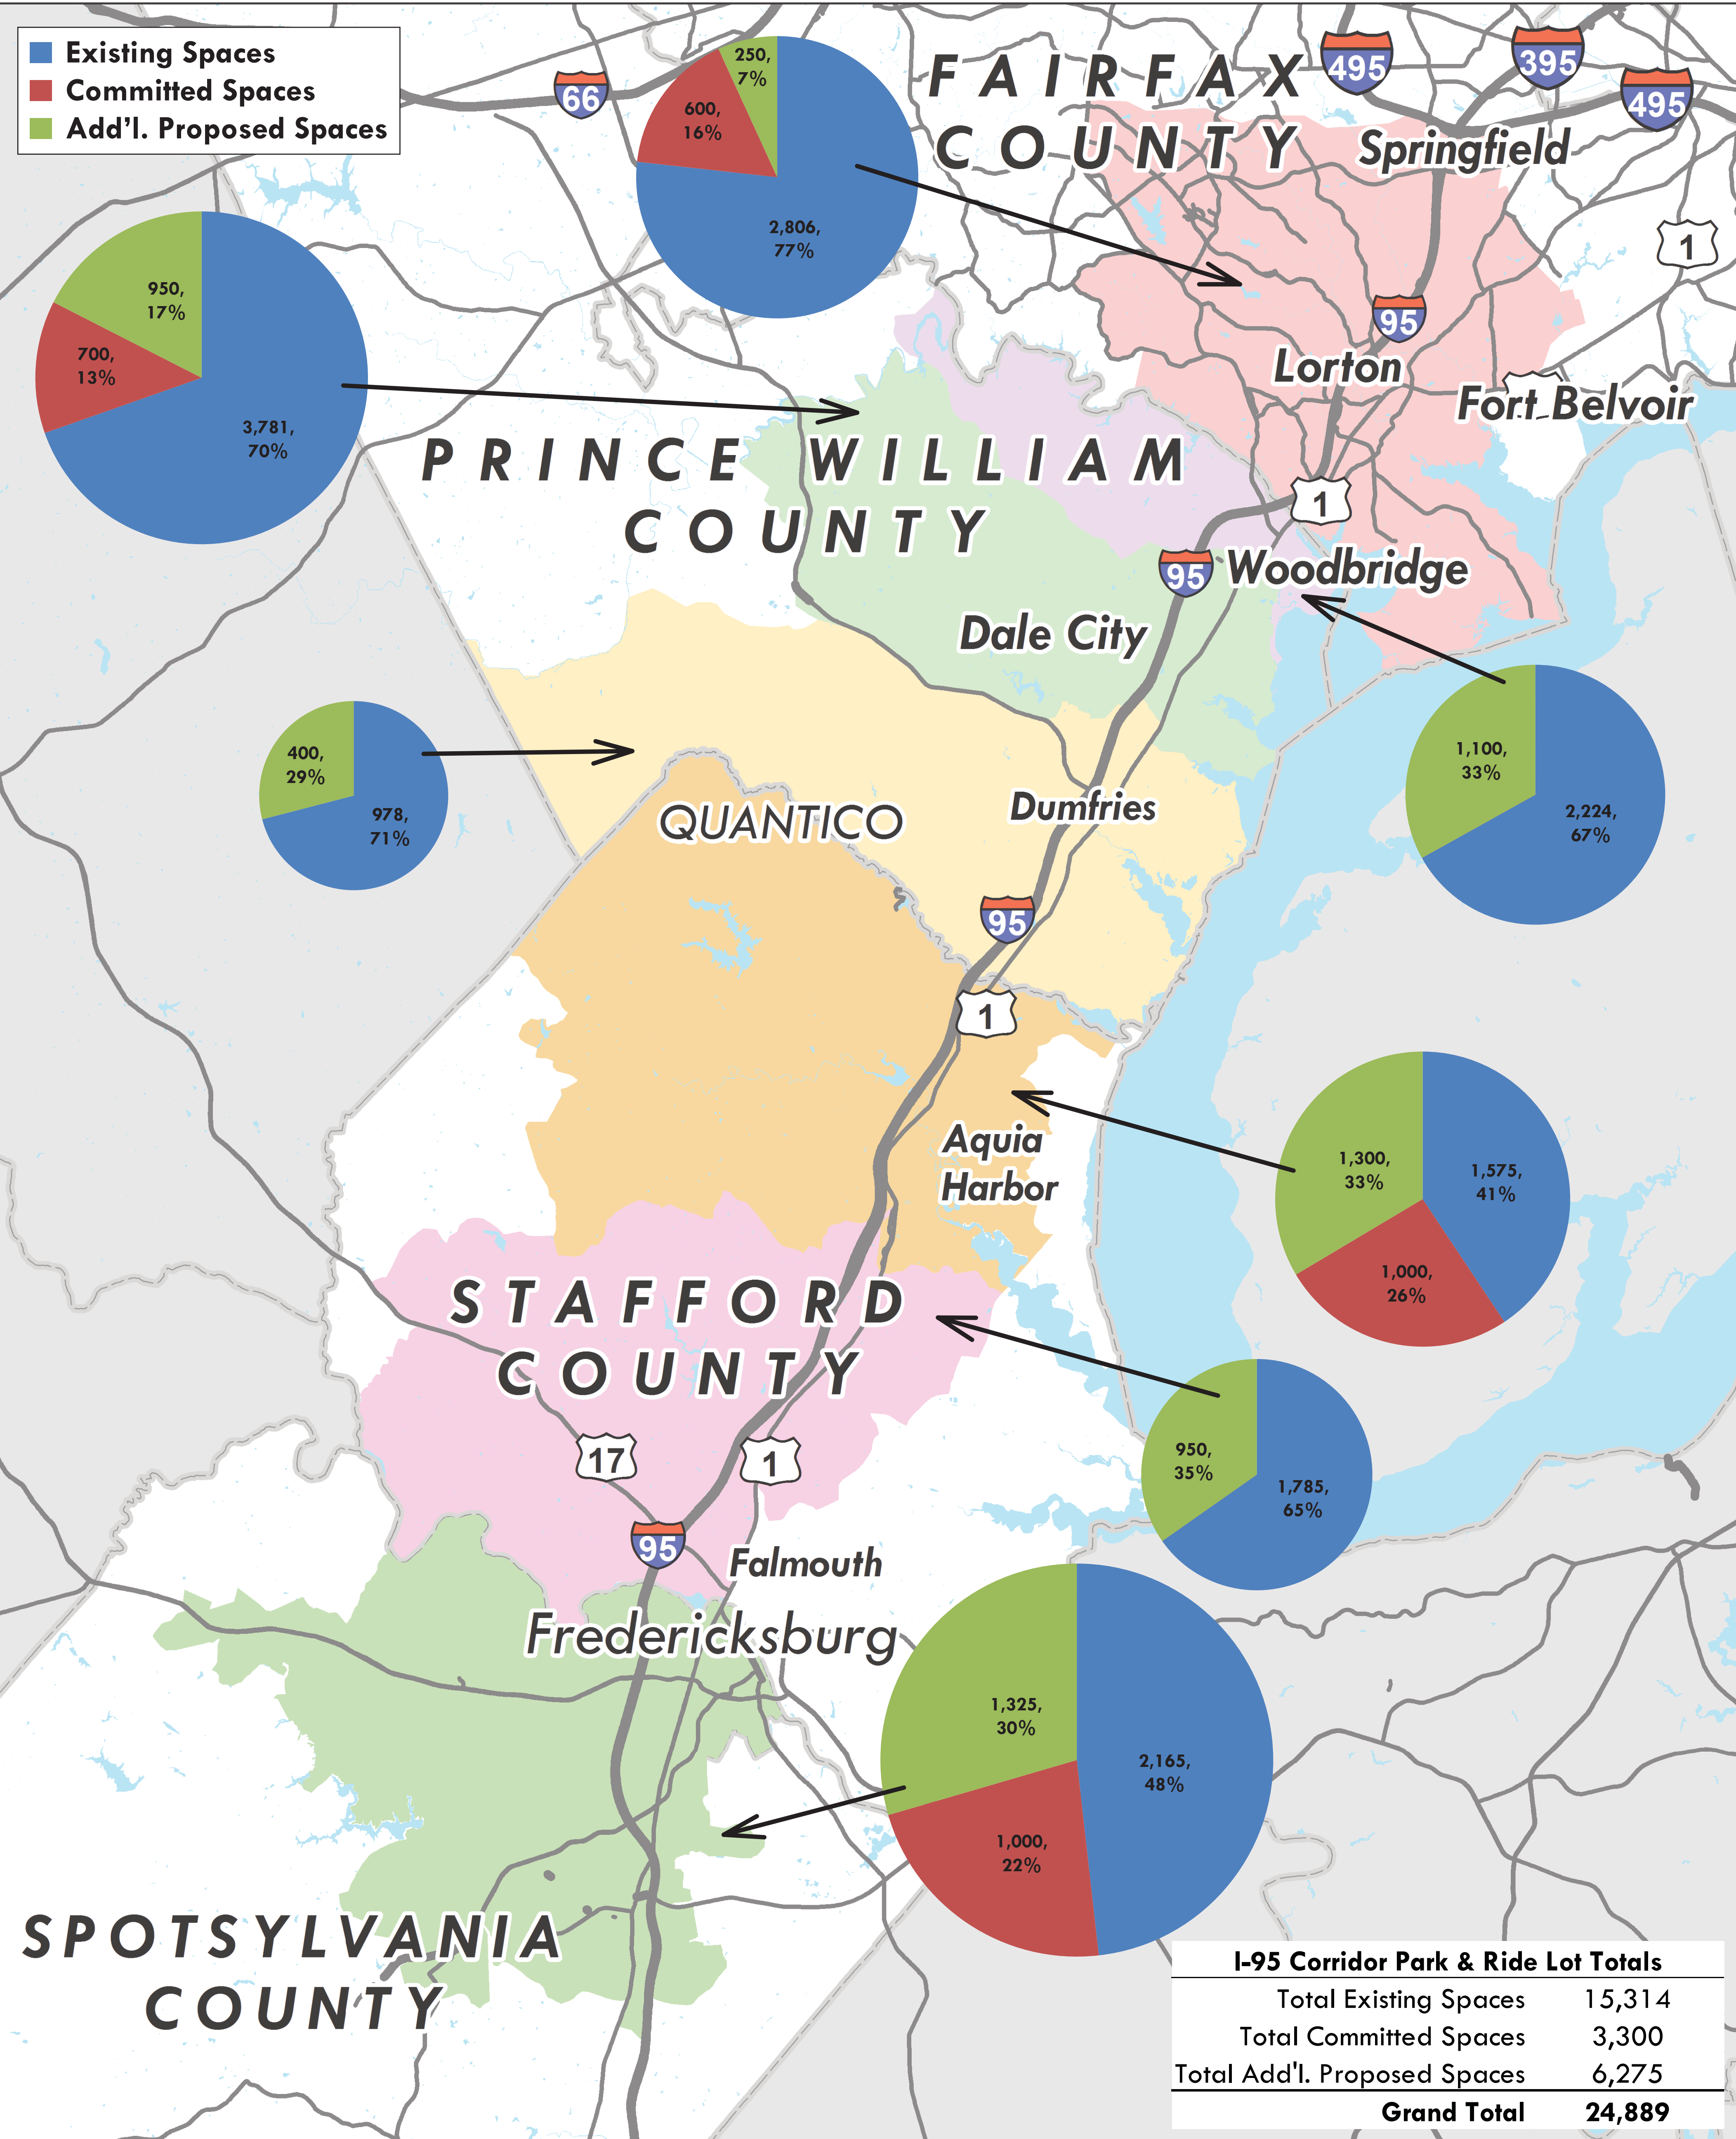 Existing Spaces
Committed Spaces
Add'l. Proposed Spaces
66
250,
7%
600,
16%
2,806,
77%
FAIRFAX
COUNTY
495
395
495
Springfield
1
950,
17%
700,
13%
3,781,
70%
95
Lorton
Fort Belvoir
PRINCE WILLIAM
COUNTY
1
95
Woodbridge
Dale City
400,
29%
978,
71%
QUANTICO
Dumfries
1,100,
33%
2,224,
67%
95
1
Aquia
Harbor
1,300,
33%
1,575,
41%
1,000,
26%
STAFFORD
COUNTY
17
1
950,
35%
1,785,
65%
95
Falmouth
Fredericksburg
1,325,
30%
2,165,
48%
1,000,
22%
SPOTSYLVANIA
COUNTY
I-95 Corridor Park & Ride Lot Totals
Total Existing Spaces 15,314
Total Committed Spaces 3,300
Total Add'l. Proposed Spaces 6,275
Grand Total 24,889